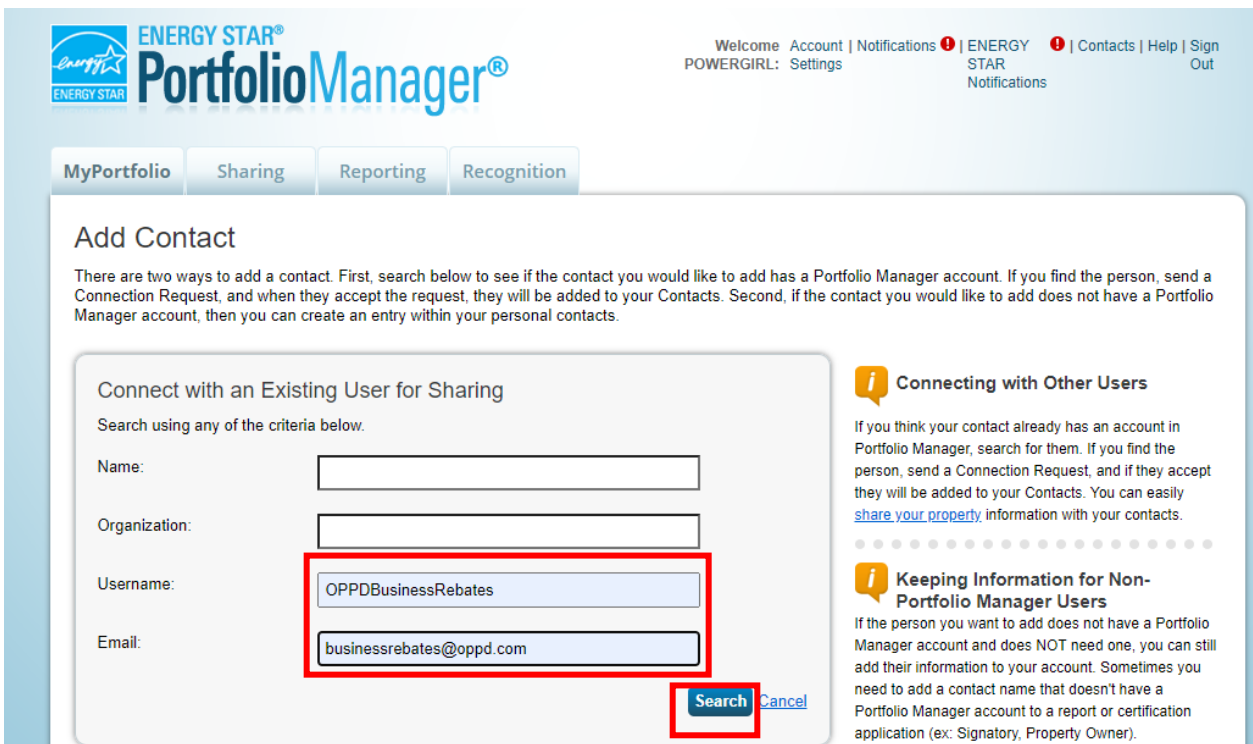 ENERGY STAR®
PortfolioManager®
energy
ENERGY STAR
Welcome POWERGIRL:
Account Settings | Notifications | ENERGY STAR Notifications | Contacts | Help | Sign Out
MyPortfolio
Sharing
Reporting
Recognition
Add Contact
There are two ways to add a contact. First, search below to see if the contact you would like to add has a Portfolio Manager account. If you find the person, send a
Connection Request, and when they accept the request, they will be added to your Contacts. Second, if the contact you would like to add does not have a Portfolio
Manager account, then you can create an entry within your personal contacts.
Connect with an Existing User for Sharing
Search using any of the criteria below.
Name:
Organization:
Username:
OPPDBusinessRebates
Email:
businessrebates@oppd.com
Search Cancel
Connecting with Other Users
If you think your contact already has an account in
Portfolio Manager, search for them. If you find the
person, send a Connection Request, and if they accept
they will be added to your Contacts. You can easily
share your property information with your contacts.
Keeping Information for Non-
Portfolio Manager Users
If the person you want to add does not have a Portfolio
Manager account and does NOT need one, you can still
add their information to your account. Sometimes you
need to add a contact name that doesn't have a
Portfolio Manager account to a report or certification
application (ex: Signatory, Property Owner).